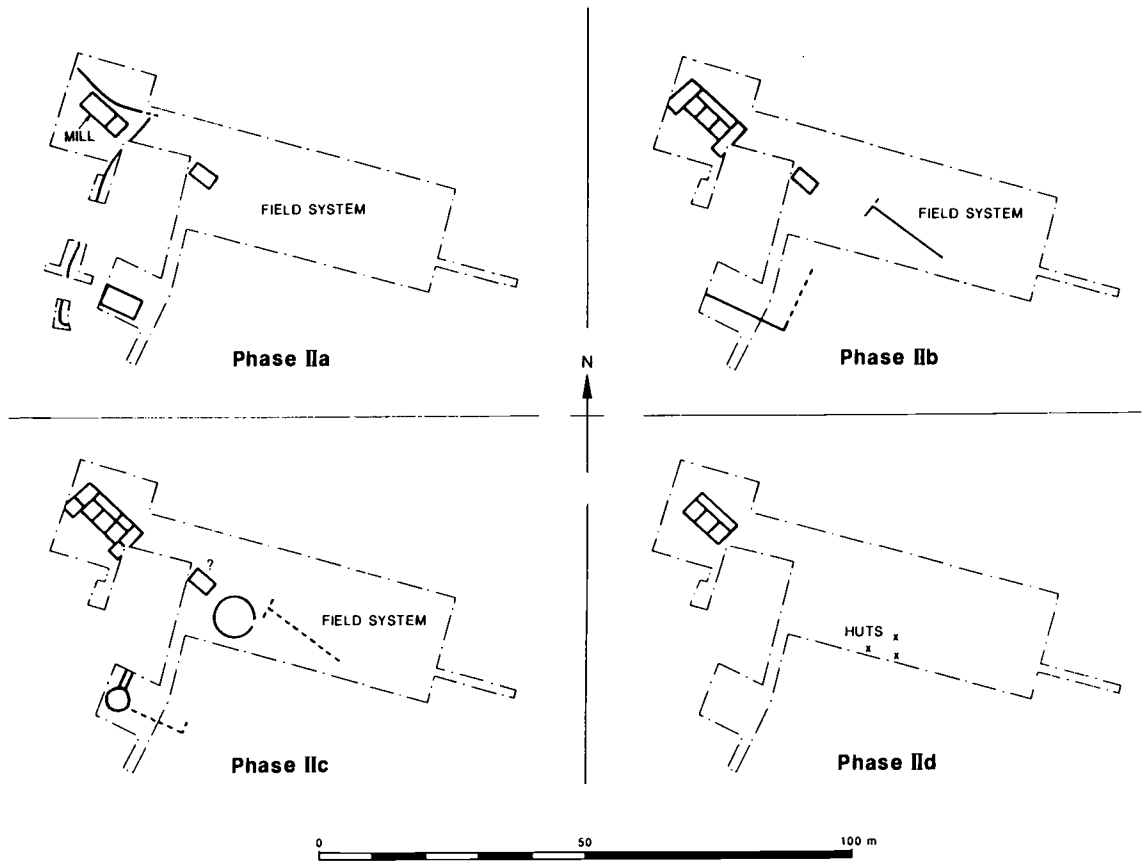 MILL
FIELD SYSTEM
Phase IIa
FIELD SYSTEM
Phase IIb
N
?
FIELD SYSTEM
Phase IIc
HUTS
x
x x
Phase IId
0 50 100 m